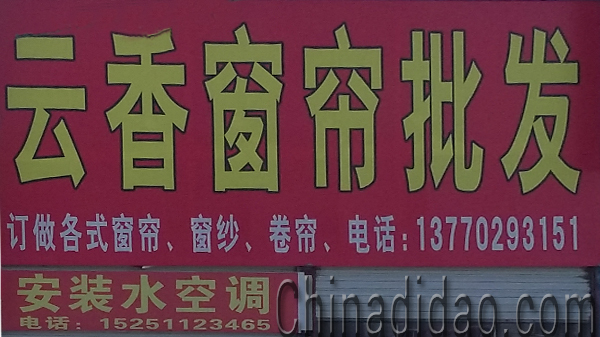 云香窗帘批发
订做各式窗帘、窗纱、卷帘、电话:13770293151
安装水空调
电话：15251123465
Chinadidao.com